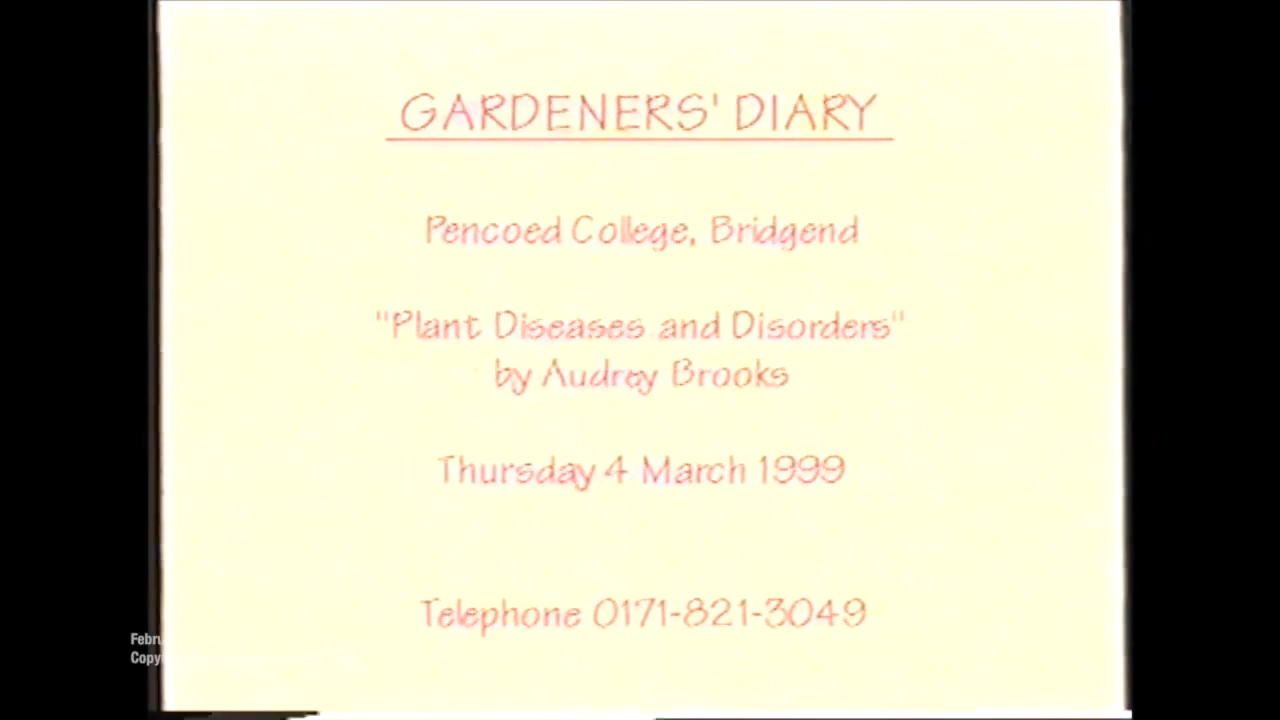 GARDENERS' DIARY
Pencoed College, Bridgend
"Plant Diseases and Disorders"
by Audrey Brooks
Thursday 4 March 1999
Telephone 0171-821-3049